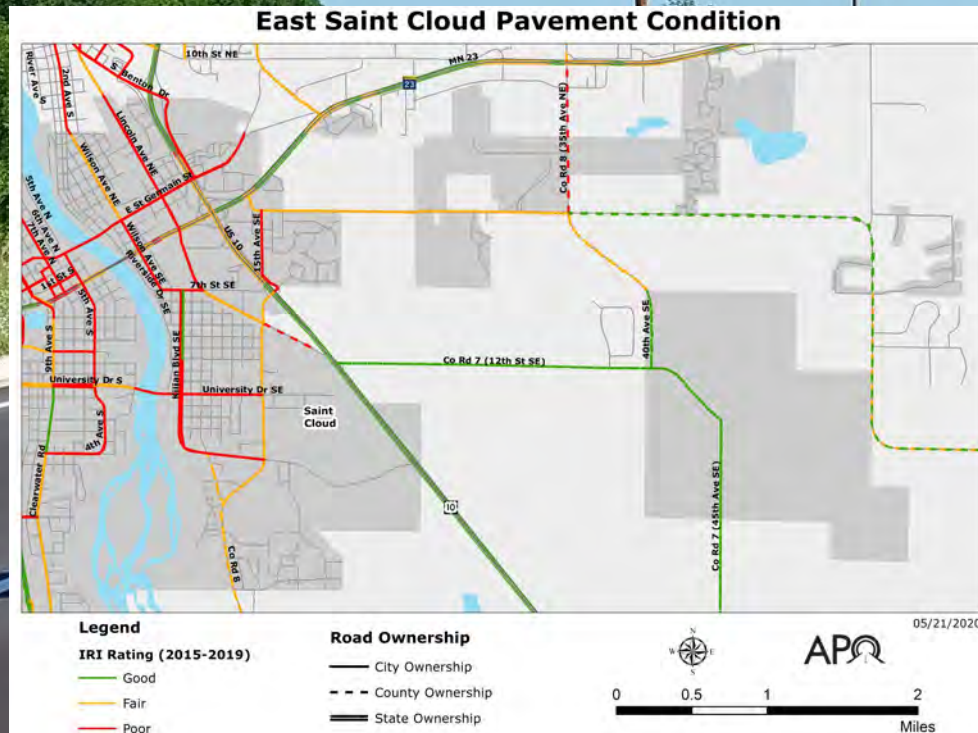 East Saint Cloud Pavement Condition
10th St NE
MN 23
23
River Ave
2nd Ave S
S Benton Dr
Lincoln Ave NE
Wilson Ave NE
E St Germain St
Co Rd 8 (35th Ave NE)
5th Ave N
6th Ave N
7th Ave N
1st St S
Wilson Ave SE
Riverside Dr SE
US 10
15th Ave SE
7th St SE
5th Ave S
9th Ave S
Kilian Blvd SE
40th Ave SE
Co Rd 7 (12th St SE)
University Dr S
University Dr SE
Saint
Cloud
4th Ave S
Clearwater Rd
10
Co Rd 8
Co Rd 7 (45th Ave SE)
05/21/2020
Legend
IRI Rating (2015-2019)
Good
Fair
Poor
Road Ownership
City Ownership
County Ownership
State Ownership
N
W E
S
APO
0 0.5 1 2
Miles